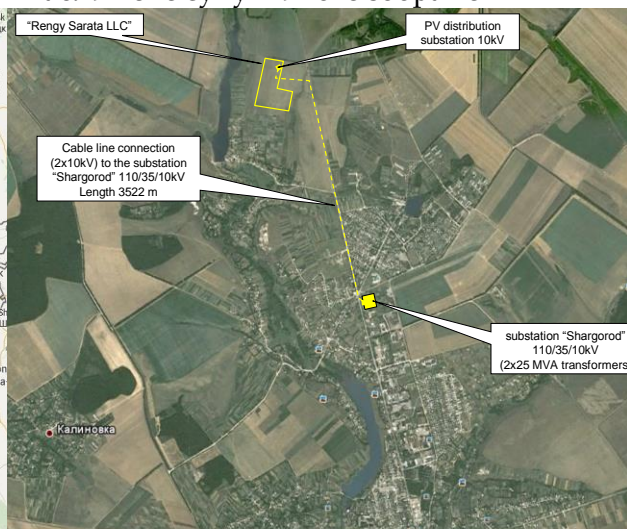 “Rengy Sarata LLC”
PV distribution
substation 10kV
Cable line connection
(2x10kV) to the substation
“Shargorod” 110/35/10kV
Length 3522 m
substation “Shargorod”
110/35/10kV
(2x25 MVA transformers
Калиновка